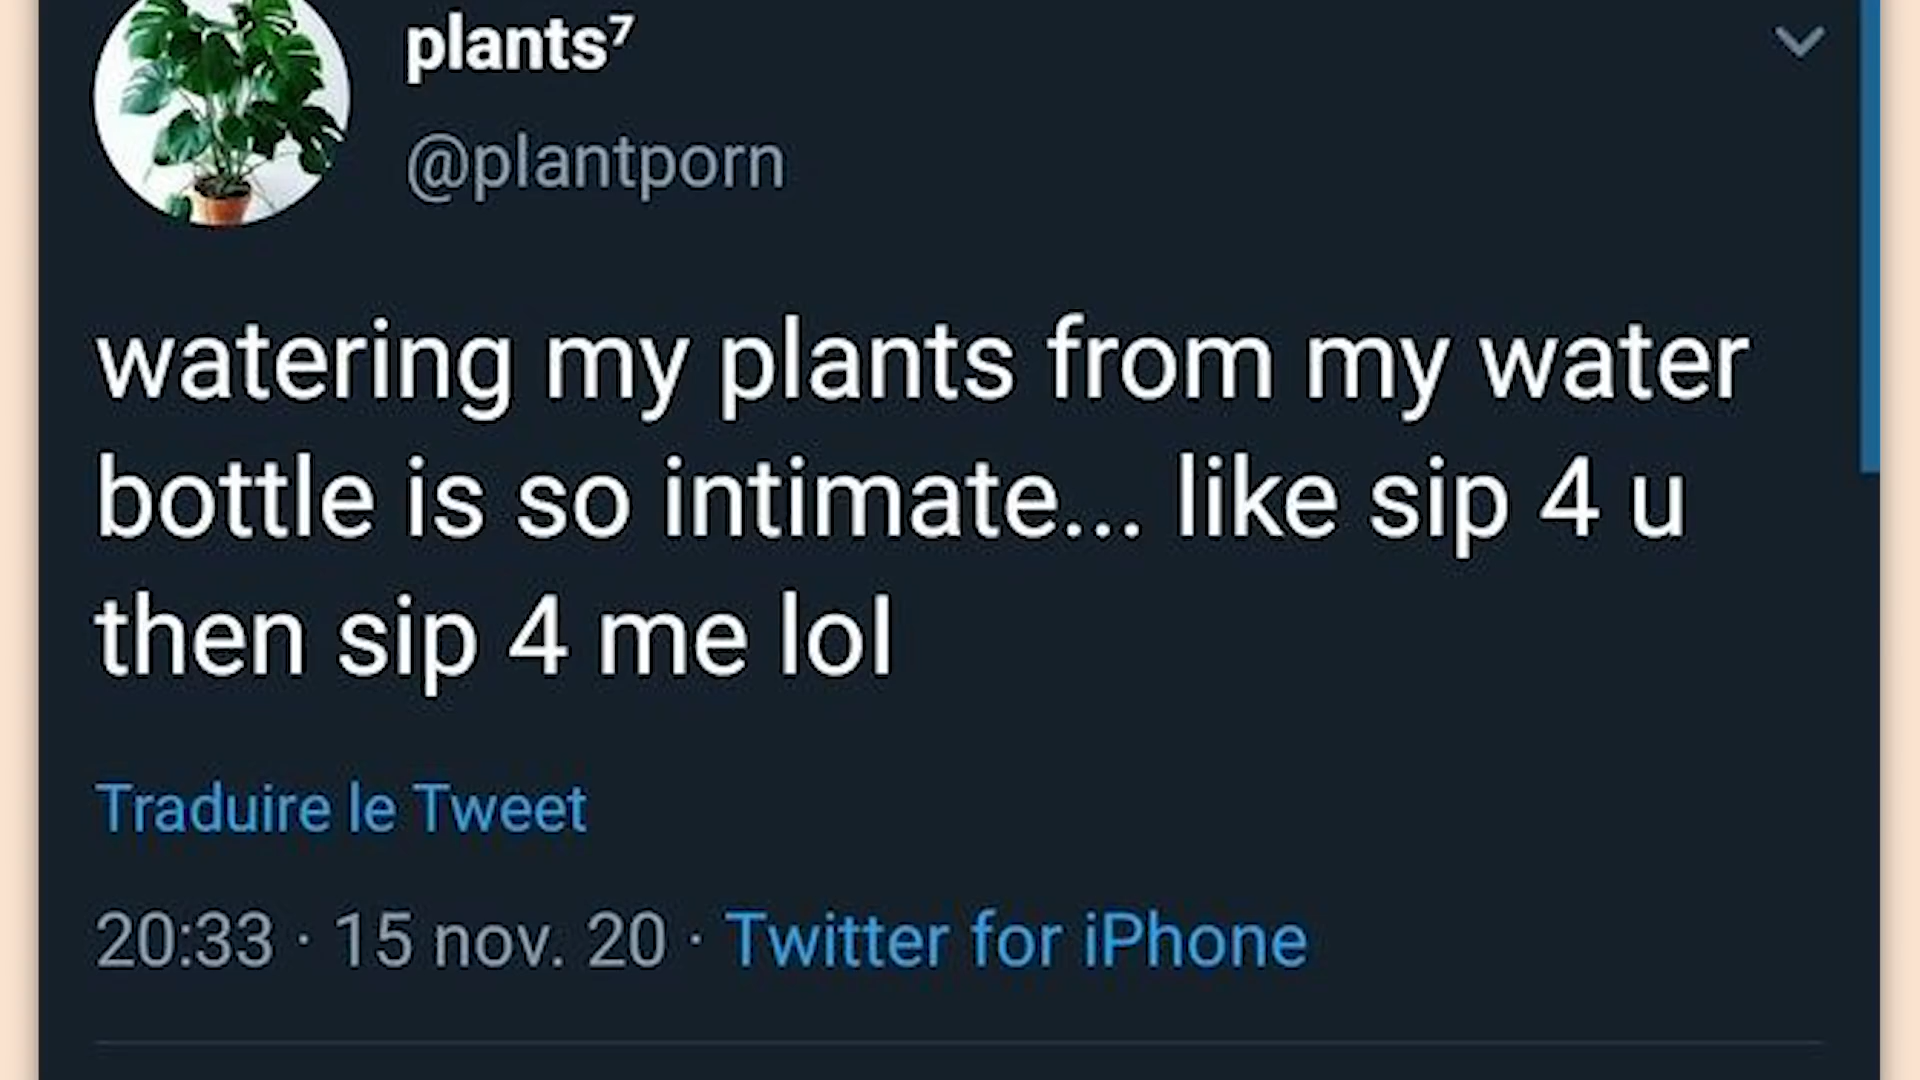 plants⁷
@plantporn
watering my plants from my water
bottle is so intimate... like sip 4 u
then sip 4 me lol
Traduire le Tweet
20:33 · 15 nov. 20 · Twitter for iPhone